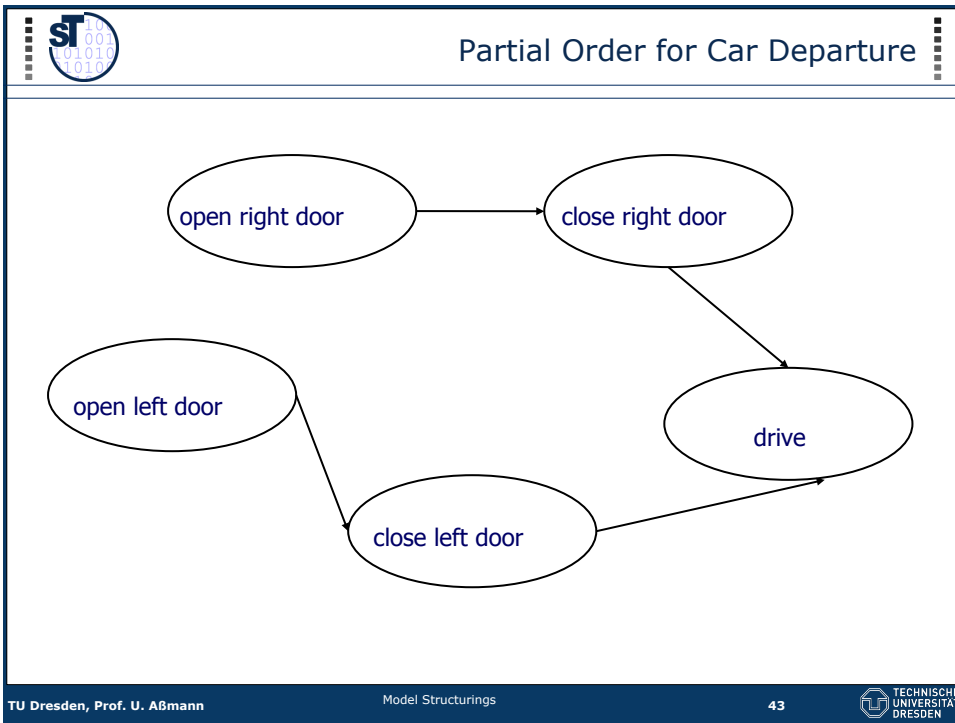 sT
Partial Order for Car Departure
open right door
close right door
open left door
drive
close left door
TU Dresden, Prof. U. Aßmann
Model Structurings
43
TECHNISCHE
UNIVERSITÄT
DRESDEN